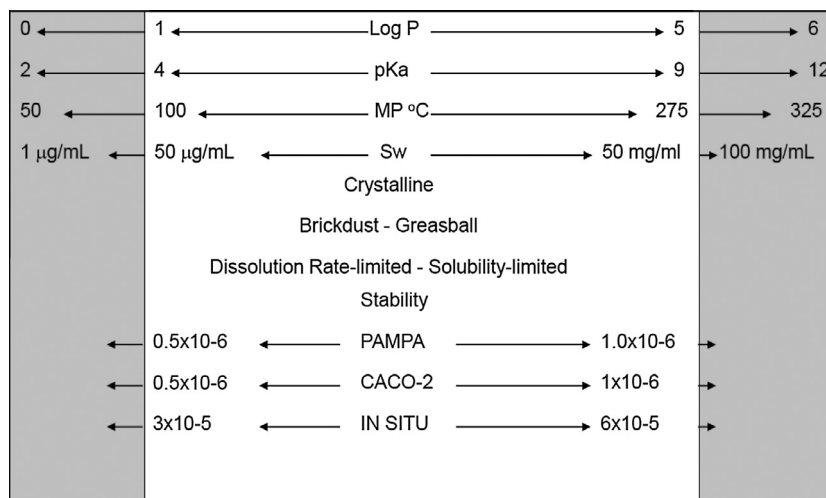 0 1 Log P 5 6
2 4 pKa 9 12
50 100 MP ºC 275 325
1 μg/mL 50 μg/mL Sw 50 mg/ml 100 mg/mL
Crystalline
Brickdust - Greasball
Dissolution Rate-limited - Solubility-limited
Stability
0.5x10-6 PAMPA 1.0x10-6
0.5x10-6 CACO-2 1x10-6
3x10-5 IN SITU 6x10-5